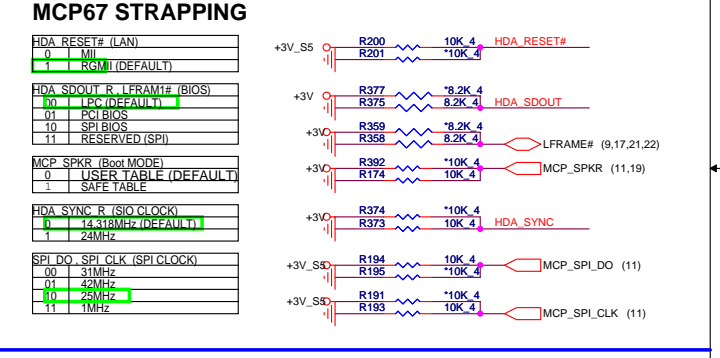 MCP67 STRAPPING
HDA_RESET# (LAN)
0 MII
1 RGMII (DEFAULT)
HDA_SDOUT_R , LFRAM1# (BIOS)
00 LPC (DEFAULT)
01 PCI BIOS
10 SPI BIOS
11 RESERVED (SPI)
MCP_SPKR (Boot MODE)
0 USER TABLE (DEFAULT)
1 SAFE TABLE
HDA_SYNC_R (SIO CLOCK)
0 14.318MHz (DEFAULT)
1 24MHz
SPI_DO , SPI_CLK (SPI CLOCK)
00 31MHz
01 42MHz
10 25MHz
11 1MHz
+3V_S5 R200 10K_4 HDA_RESET#
R201 *10K_4
+3V R377 *8.2K_4
R375 8.2K_4 HDA_SDOUT
+3V R359 *8.2K_4
R358 8.2K_4 LFRAME# (9,17,21,22)
+3V R392 *10K_4 MCP_SPKR (11,19)
R174 10K_4
+3V R374 *10K_4
R373 10K_4 HDA_SYNC
+3V_S5 R194 10K_4 MCP_SPI_DO (11)
R195 *10K_4
+3V_S5 R191 *10K_4
R193 10K_4 MCP_SPI_CLK (11)